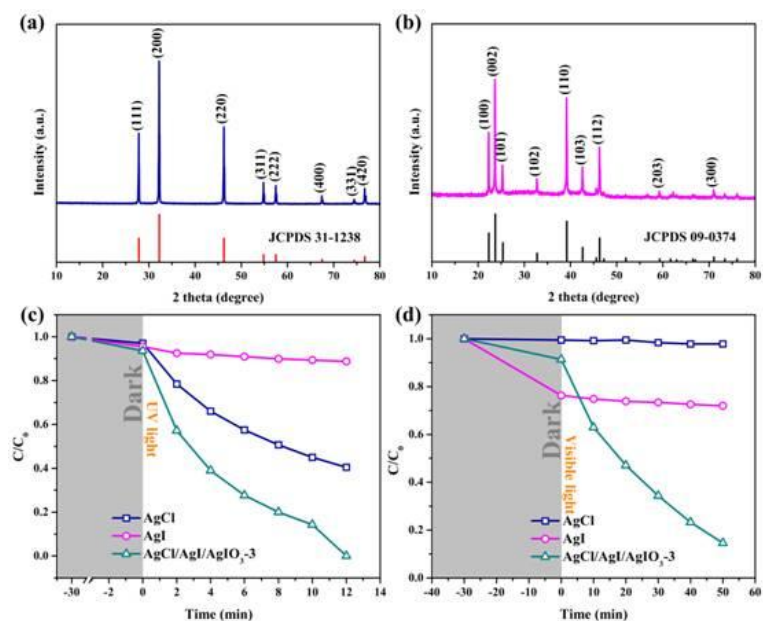 (a)
(111)
(200)
(220)
(311)
(222)
(400)
(331)
(420)
Intensity (a.u.)
JCPDS 31-1238
10 20 30 40 50 60 70 80
2 theta (degree)
(b)
(100)
(002)
(101)
(102)
(110)
(103)
(112)
(203)
(300)
Intensity (a.u.)
JCPDS 09-0374
10 20 30 40 50 60 70 80
2 theta (degree)
(c)
1.0
0.8
0.6
0.4
0.2
0.0
C/C₀
Dark
UV light
AgCl
AgI
AgCl/AgI/AgIO₃-3
-30 0 2 4 6 8 10 12 14
Time (min)
(d)
1.0
0.8
0.6
0.4
0.2
0.0
C/C₀
Dark
Visible light
AgCl
AgI
AgCl/AgI/AgIO₃-3
-40 -30 -20 -10 0 10 20 30 40 50 60
Time (min)